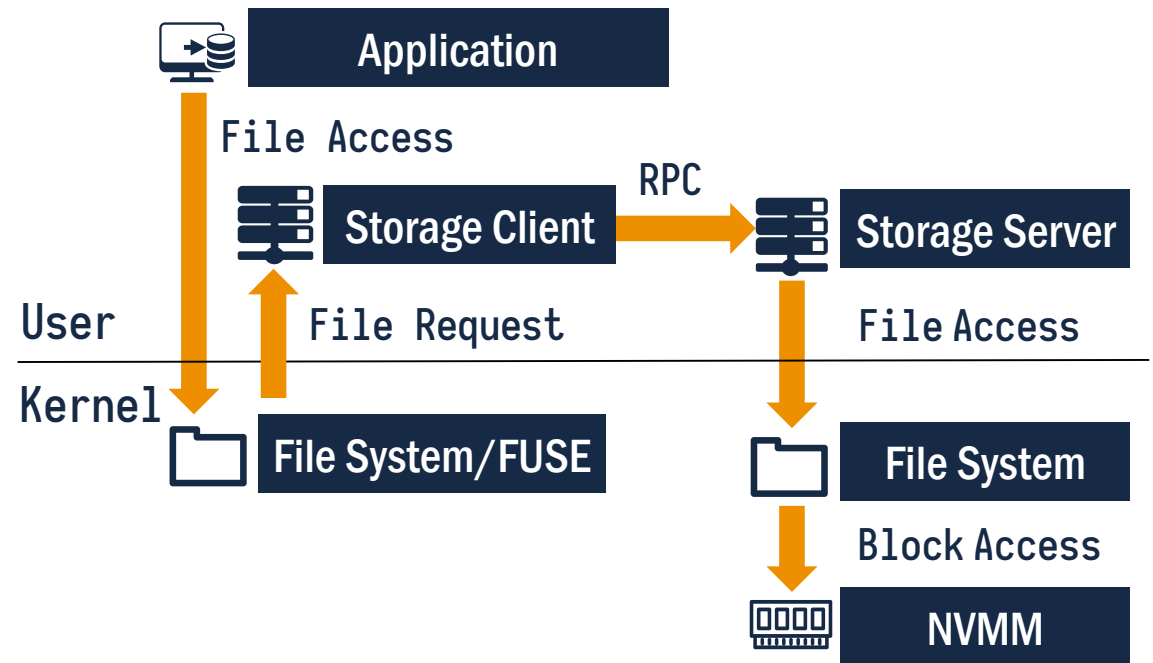 Application
File Access
RPC
Storage Client
Storage Server
User
File Request
File Access
Kernel
File System/FUSE
File System
Block Access
NVMM